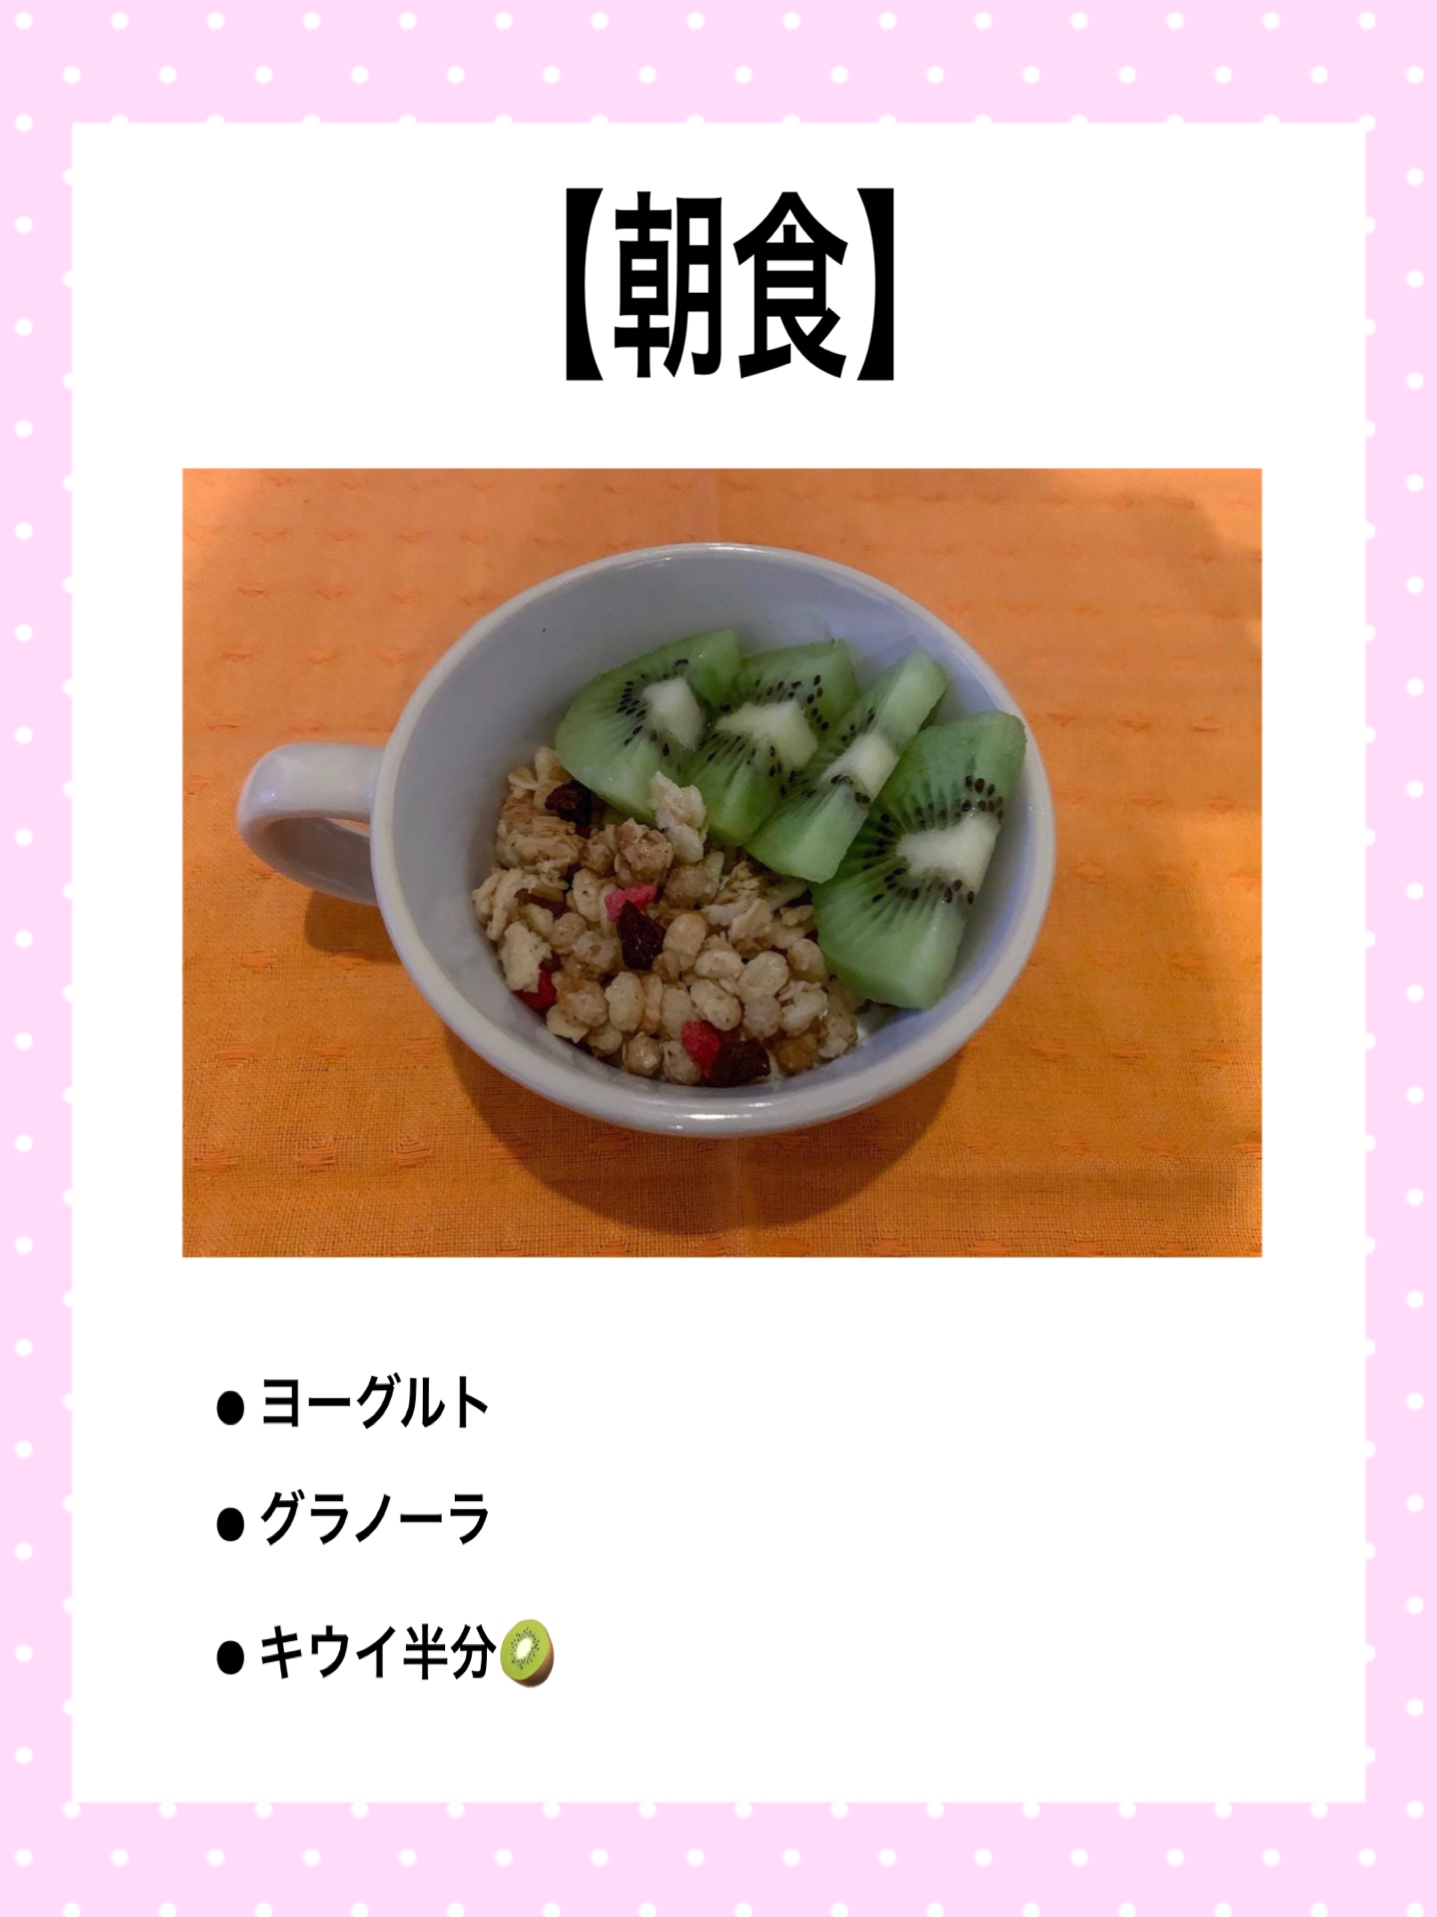 【朝食】
● ヨーグルト
● グラノーラ
● キウイ半分🥝